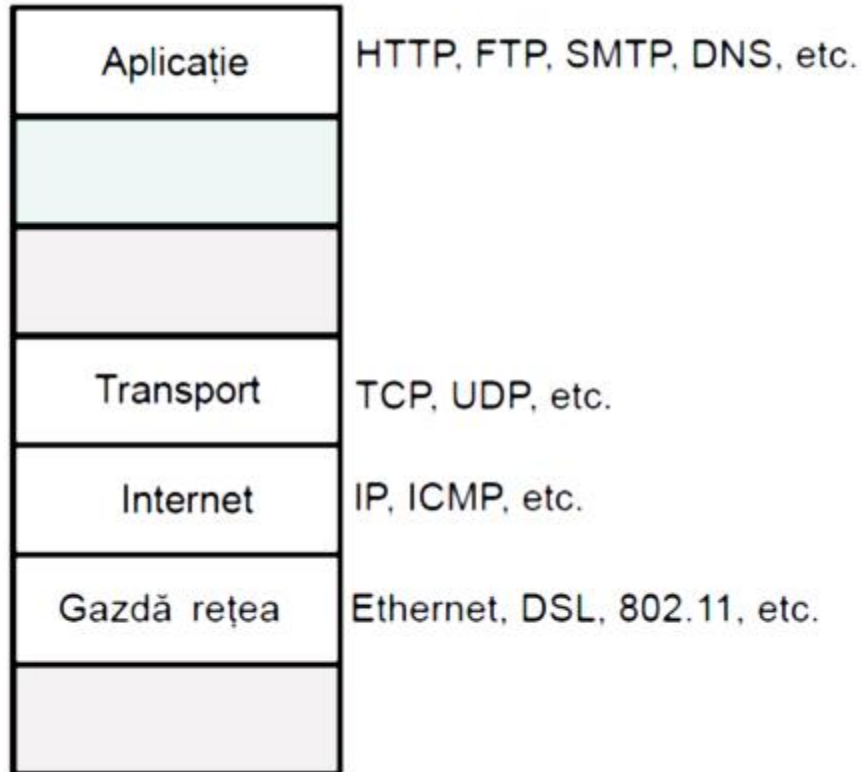 Aplicație HTTP, FTP, SMTP, DNS, etc.
Transport TCP, UDP, etc.
Internet IP, ICMP, etc.
Gazdă rețea Ethernet, DSL, 802.11, etc.